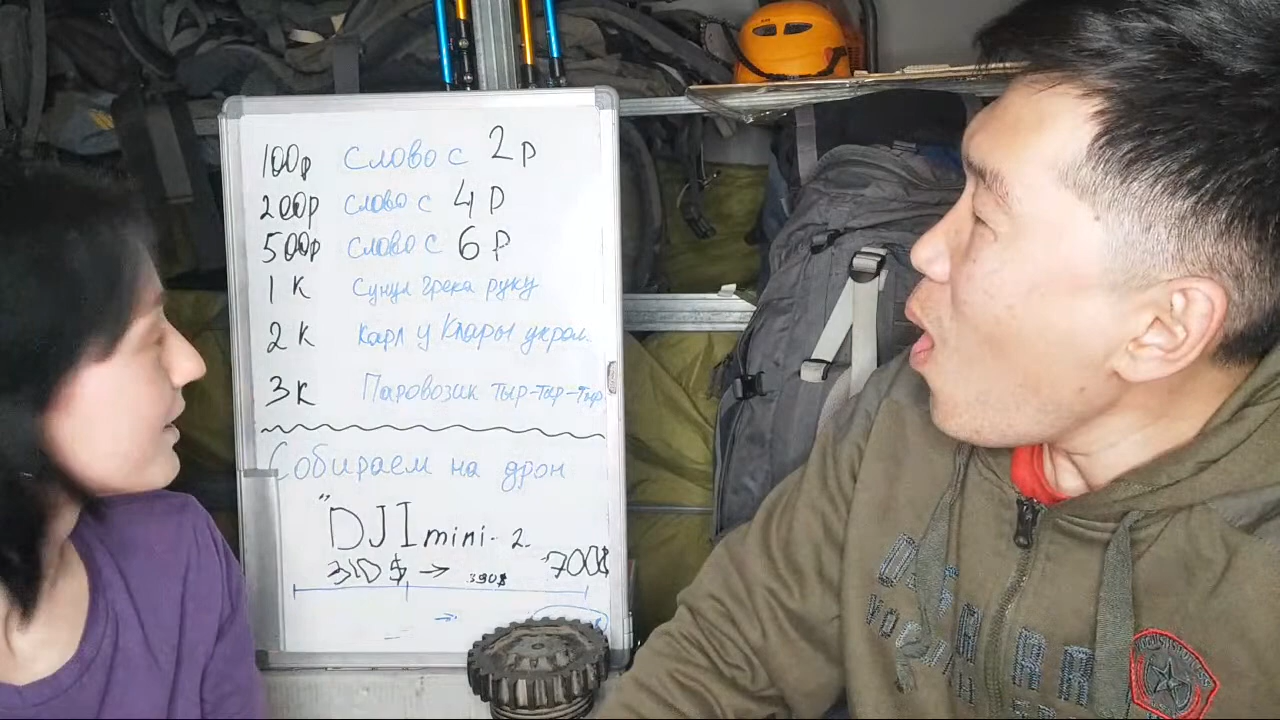 100р слово с 2 Р
200р слово с 4 Р
500р слово с 6 Р
1 К Сунул грека руку
2 К Карл у Клары украл
3 К Паровозик тыр-тыр-тыр
Собираем на дрон
"DJI mini-2.
310 $ → 390$ 700$